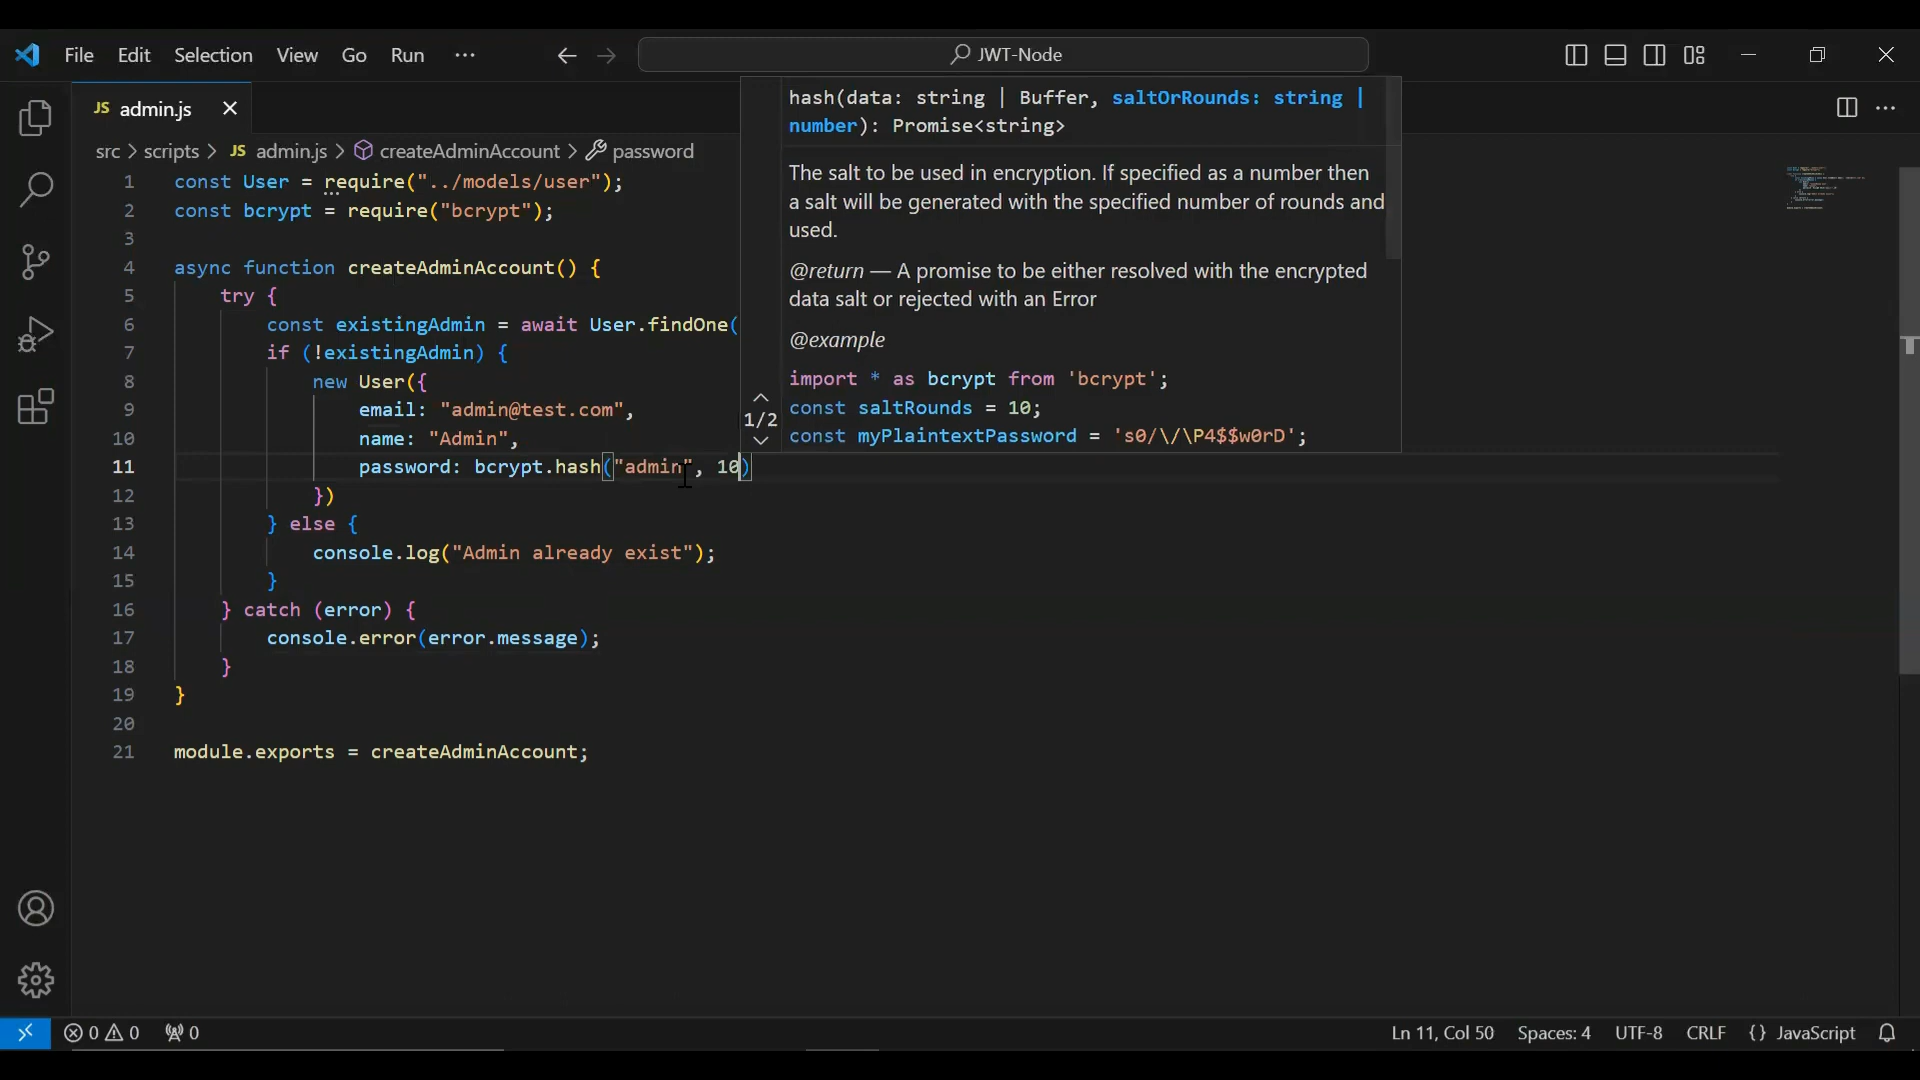 File Edit Selection View Go Run ··· JWT-Node
JS admin.js
src > scripts > JS admin.js > createAdminAccount > password
1 const User = require("../models/user");
2 const bcrypt = require("bcrypt");
3
4 async function createAdminAccount() {
5 try {
6 const existingAdmin = await User.findOne(
7 if (!existingAdmin) {
8 new User({
9 email: "admin@test.com",
10 name: "Admin",
11 password: bcrypt.hash("admin", 10)
12 })
13 } else {
14 console.log("Admin already exist");
15 }
16 } catch (error) {
17 console.error(error.message);
18 }
19 }
20
21 module.exports = createAdminAccount;
hash(data: string | Buffer, saltOrRounds: string |
number): Promise<string>
The salt to be used in encryption. If specified as a number then
a salt will be generated with the specified number of rounds and
used.
@return — A promise to be either resolved with the encrypted
data salt or rejected with an Error
@example
import * as bcrypt from 'bcrypt';
1/2
const saltRounds = 10;
const myPlaintextPassword = 's0/\/\P4$$w0rD';
0 0 0 Ln 11, Col 50 Spaces: 4 UTF-8 CRLF {} JavaScript